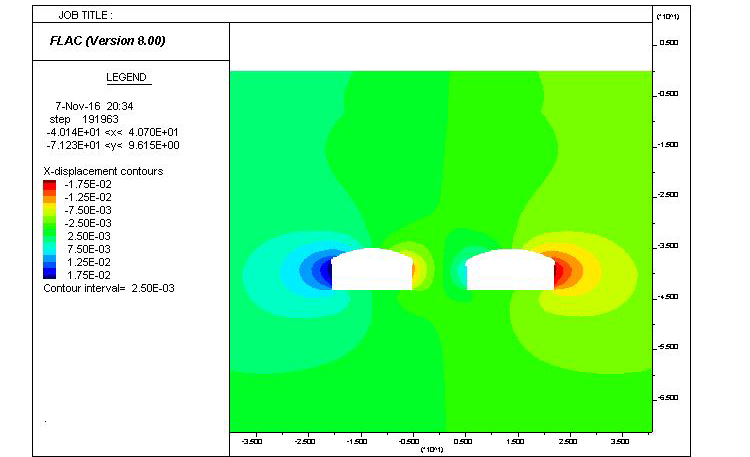 JOB TITLE :
FLAC (Version 8.00)
LEGEND
7-Nov-16 20:34
step 191963
-4.014E+01 <x< 4.070E+01
-7.123E+01 <y< 9.615E+00
X-displacement contours
-1.75E-02
-1.25E-02
-7.50E-03
-2.50E-03
2.50E-03
7.50E-03
1.25E-02
1.75E-02
Contour interval= 2.50E-03
(*10^1)
0.500
-0.500
-1.500
-2.500
-3.500
-4.500
-5.500
-6.500
-3.500 -2.500 -1.500 -0.500 0.500 1.500 2.500 3.500
(*10^1)